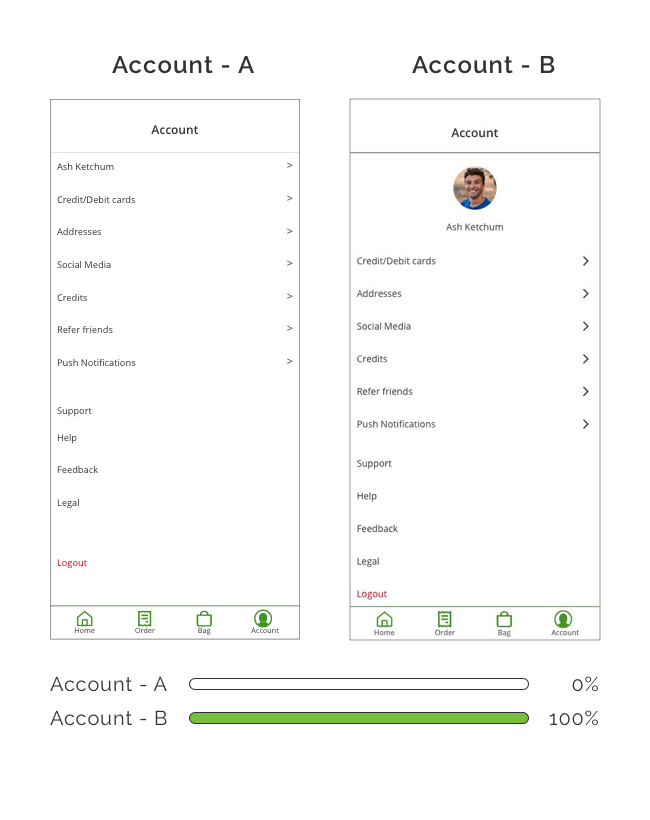 Account - A
Account
Ash Ketchum >
Credit/Debit cards >
Addresses >
Social Media >
Credits >
Refer friends >
Push Notifications >
Support
Help
Feedback
Legal
Logout
Home Order Bag Account
Account - B
Account
Ash Ketchum
Credit/Debit cards
Addresses
Social Media
Credits
Refer friends
Push Notifications
Support
Help
Feedback
Legal
Logout
Home Order Bag Account
Account - A 0%
Account - B 100%